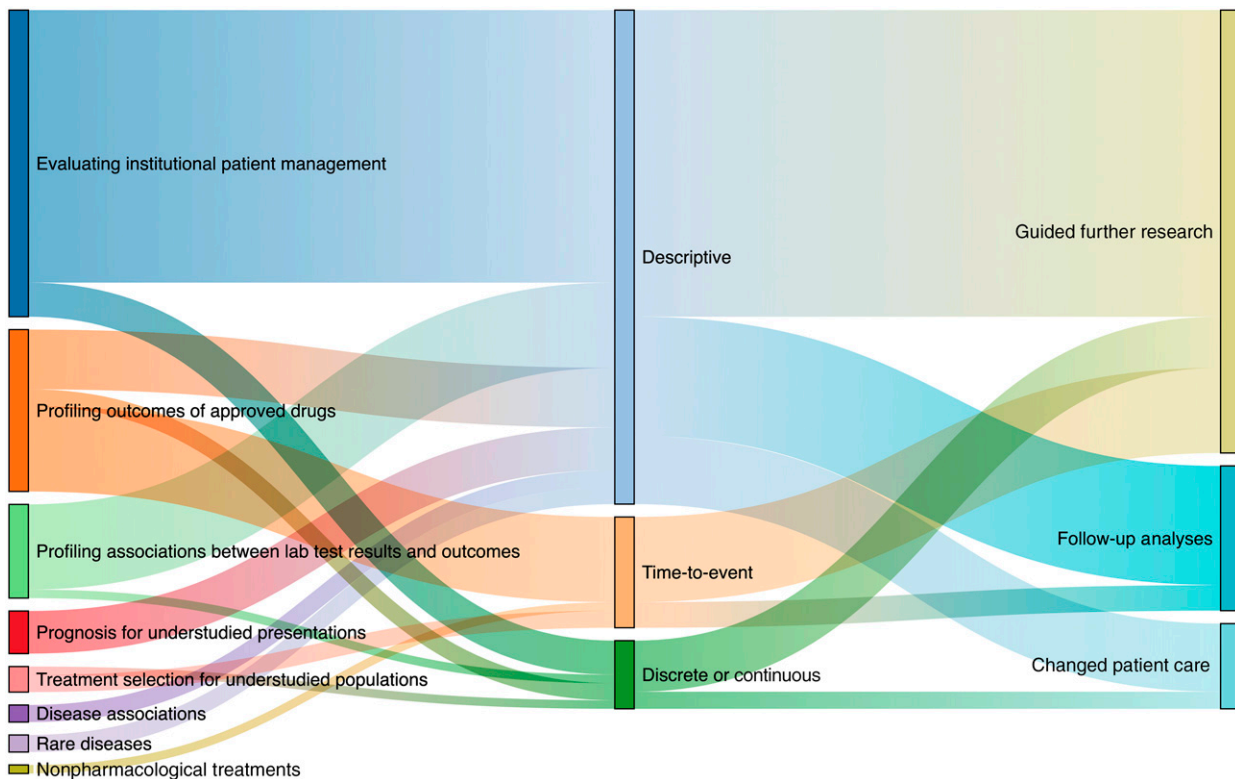 Evaluating institutional patient management
Profiling outcomes of approved drugs
Profiling associations between lab test results and outcomes
Prognosis for understudied presentations
Treatment selection for understudied populations
Disease associations
Rare diseases
Nonpharmacological treatments
Descriptive
Time-to-event
Discrete or continuous
Guided further research
Follow-up analyses
Changed patient care